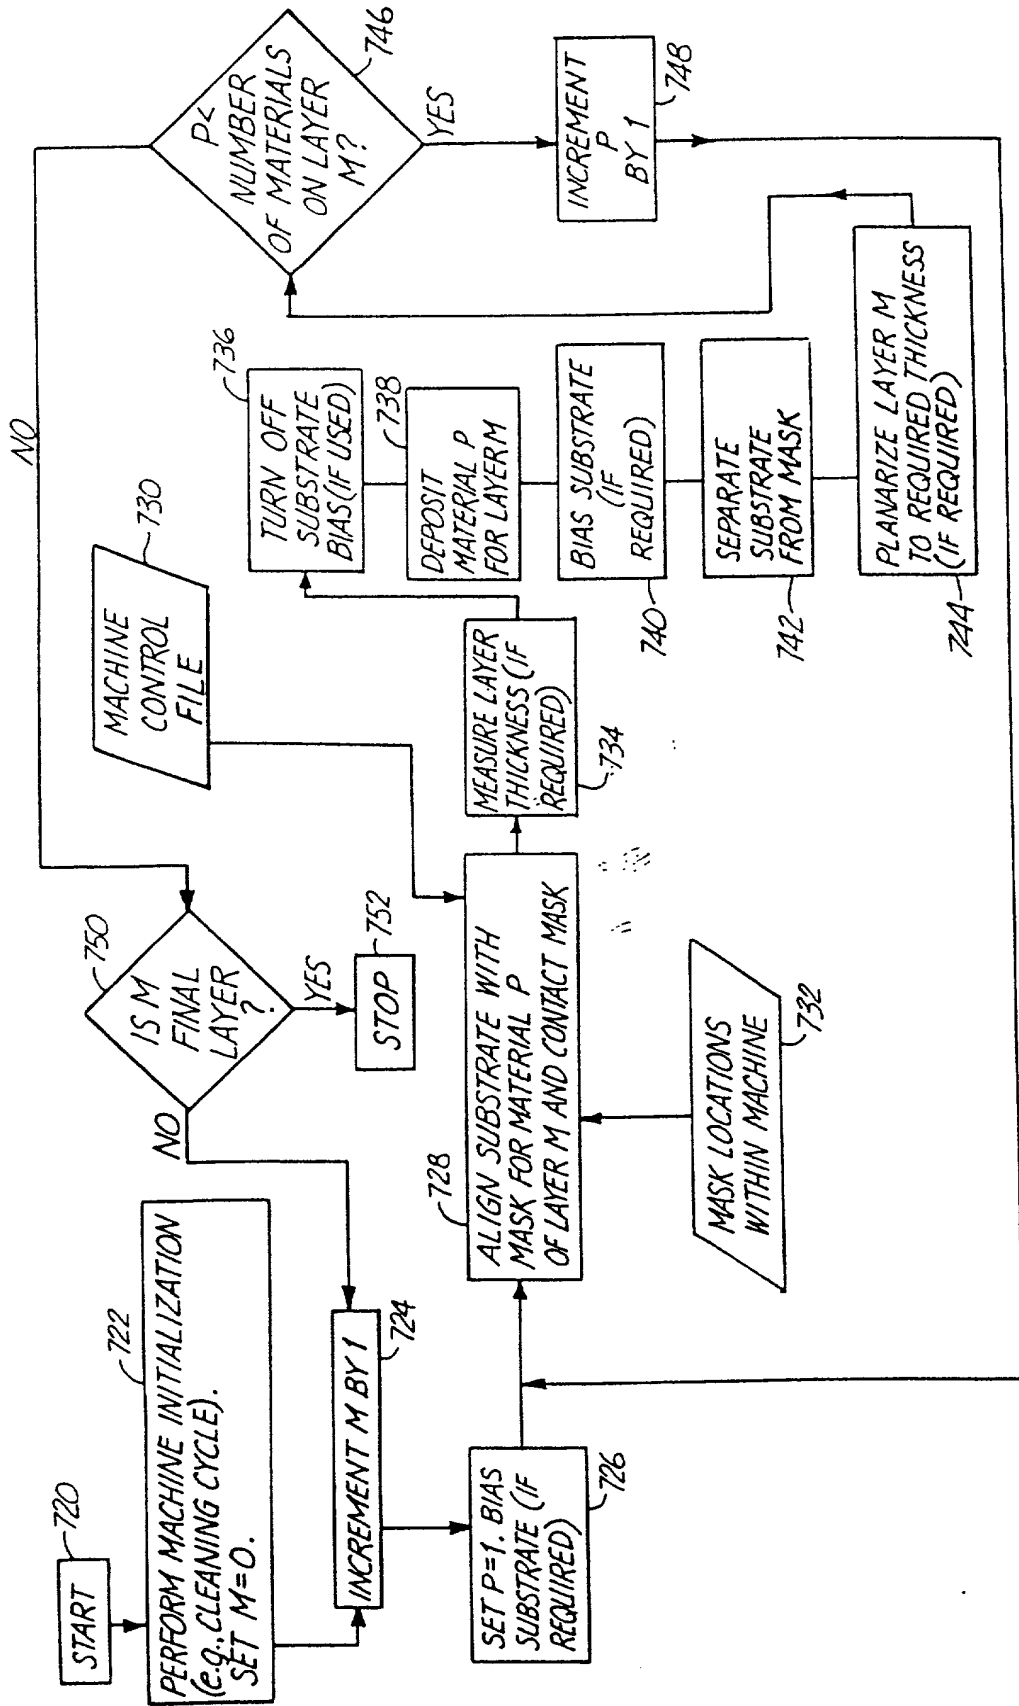 720
START
722
PERFORM MACHINE INITIALIZATION
(e.g., CLEANING CYCLE).
SET M=0.
724
INCREMENT M BY 1
726
SET P=1. BIAS
SUBSTRATE (IF
REQUIRED)
728
ALIGN SUBSTRATE WITH
MASK FOR MATERIAL P
OF LAYER M AND CONTACT MASK
730
MACHINE
CONTROL
FILE
732
MASK LOCATIONS
WITHIN MACHINE
734
MEASURE LAYER
THICKNESS (IF
REQUIRED)
736
TURN OFF
SUBSTRATE
BIAS (IF USED)
738
DEPOSIT
MATERIAL P
FOR LAYER M
740
BIAS SUBSTRATE
(IF
REQUIRED)
742
SEPARATE
SUBSTRATE
FROM MASK
744
PLANARIZE LAYER M
TO REQUIRED THICKNESS
(IF REQUIRED)
746
P<
NUMBER
OF MATERIALS
ON LAYER
M?
YES
NO
748
INCREMENT
P
BY 1
750
IS M
FINAL
LAYER
?
YES
NO
752
STOP